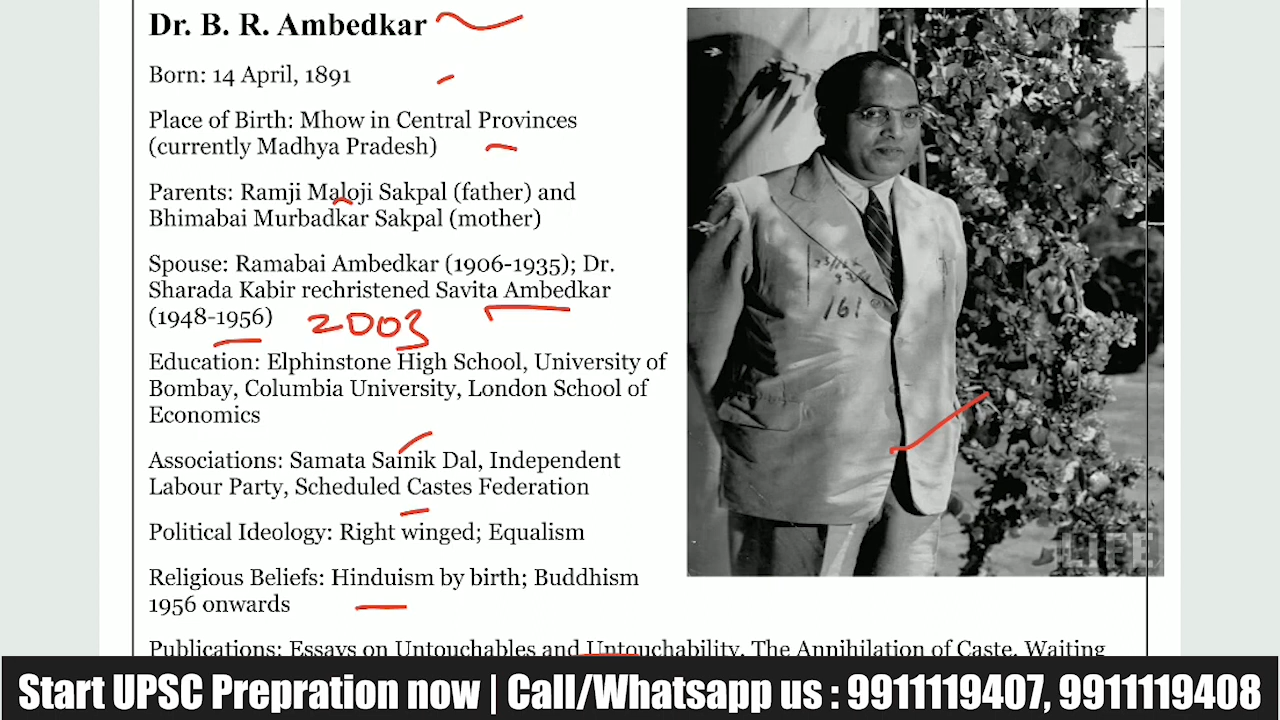 Dr. B. R. Ambedkar
Born: 14 April, 1891
Place of Birth: Mhow in Central Provinces
(currently Madhya Pradesh)
Parents: Ramji Maloji Sakpal (father) and
Bhimabai Murbadkar Sakpal (mother)
Spouse: Ramabai Ambedkar (1906-1935); Dr.
Sharada Kabir rechristened Savita Ambedkar
(1948-1956) 2003
Education: Elphinstone High School, University of
Bombay, Columbia University, London School of
Economics
Associations: Samata Sainik Dal, Independent
Labour Party, Scheduled Castes Federation
Political Ideology: Right winged; Equalism
Religious Beliefs: Hinduism by birth; Buddhism
1956 onwards
Publications: Essays on Untouchables and Untouchability, The Annihilation of Caste, Waiting
LIFE
Start UPSC Prepration now | Call/Whatsapp us : 9911119407, 9911119408